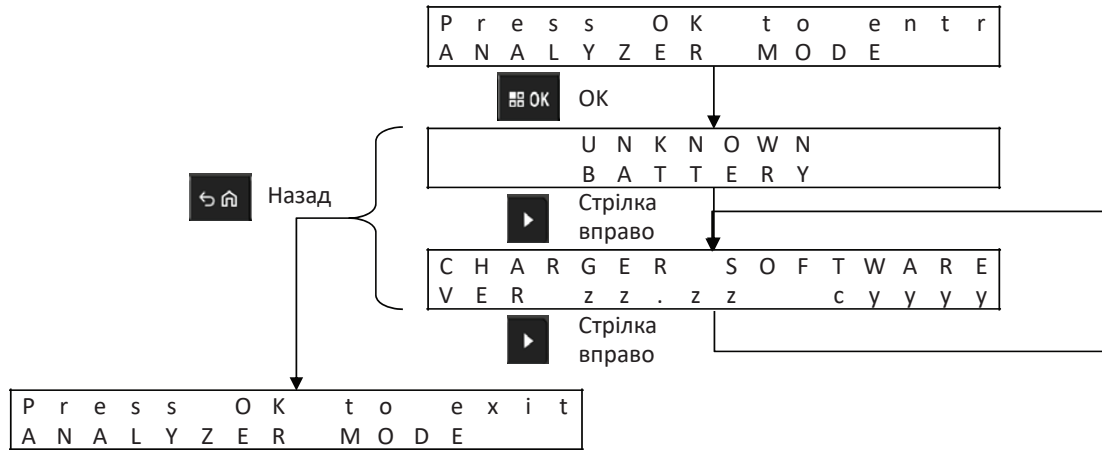 Press OK to entr
ANALYZER MODE
OK OK
UNKNOWN
BATTERY
Назад
Стрілка
вправо
CHARGER SOFTWARE
VER zz.zz cyyyy
Стрілка
вправо
Press OK to exit
ANALYZER MODE